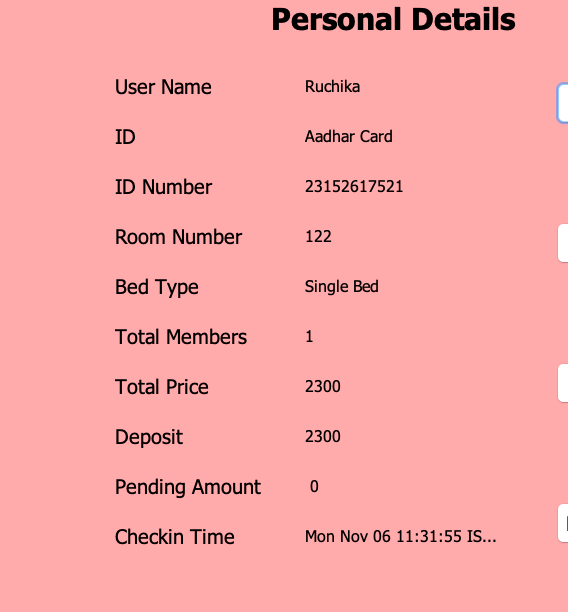 Personal Details
User Name Ruchika
ID Aadhar Card
ID Number 23152617521
Room Number 122
Bed Type Single Bed
Total Members 1
Total Price 2300
Deposit 2300
Pending Amount 0
Checkin Time Mon Nov 06 11:31:55 IS...